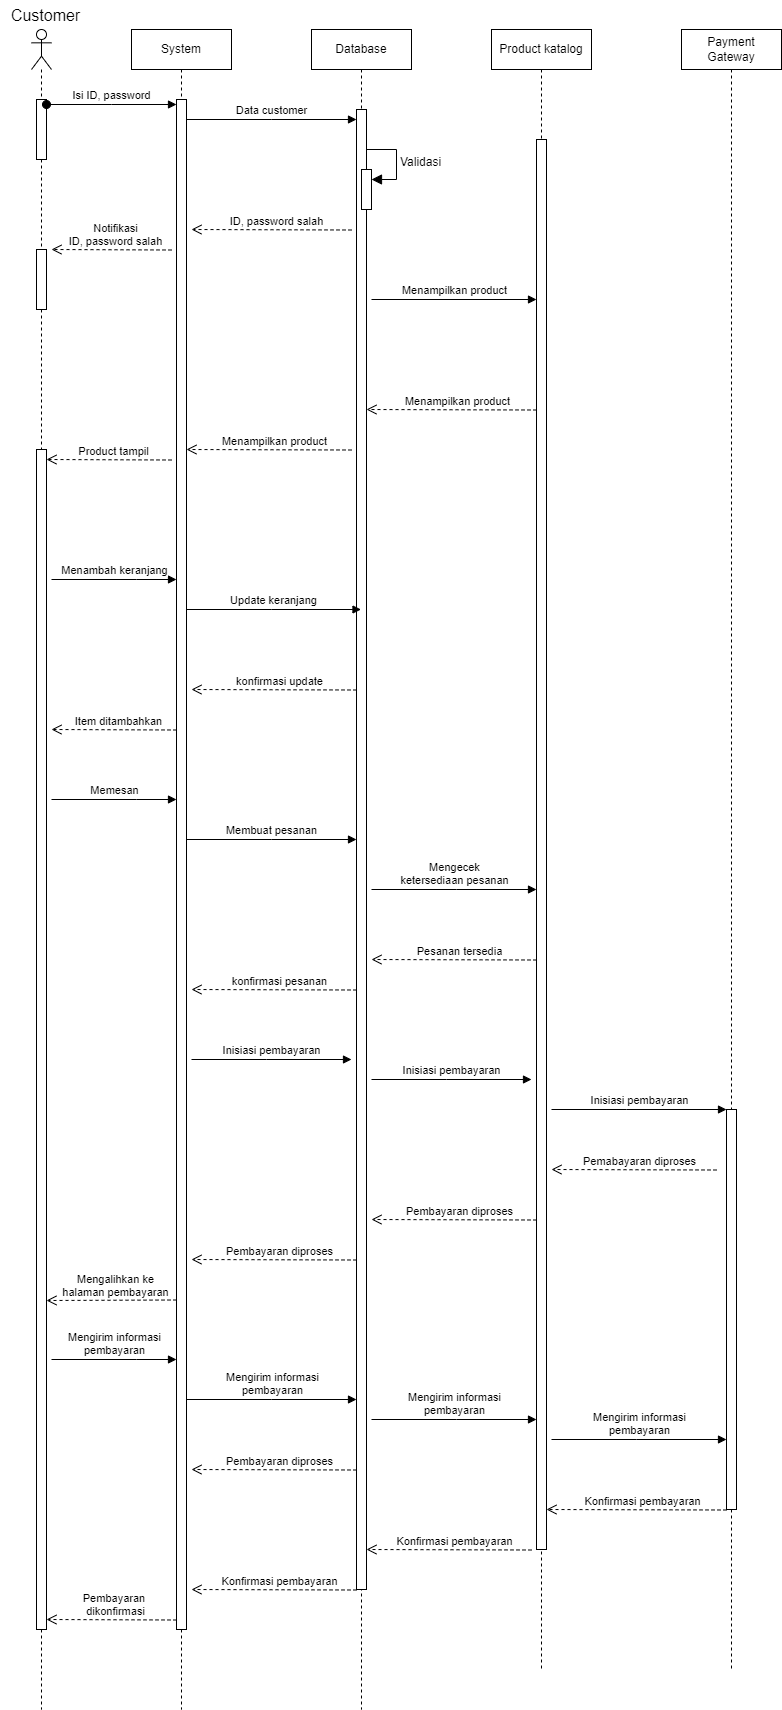 Customer
System
Database
Product katalog
Payment
Gateway
Isi ID, password
Data customer
Validasi
ID, password salah
Notifikasi
ID, password salah
Menampilkan product
Menampilkan product
Menampilkan product
Product tampil
Menambah keranjang
Update keranjang
konfirmasi update
Item ditambahkan
Memesan
Membuat pesanan
Mengecek
ketersediaan pesanan
Pesanan tersedia
konfirmasi pesanan
Inisiasi pembayaran
Inisiasi pembayaran
Inisiasi pembayaran
Pemabayaran diproses
Pembayaran diproses
Pembayaran diproses
Mengalihkan ke
halaman pembayaran
Mengirim informasi
pembayaran
Mengirim informasi
pembayaran
Mengirim informasi
pembayaran
Mengirim informasi
pembayaran
Pembayaran diproses
Konfirmasi pembayaran
Konfirmasi pembayaran
Konfirmasi pembayaran
Pembayaran
dikonfirmasi